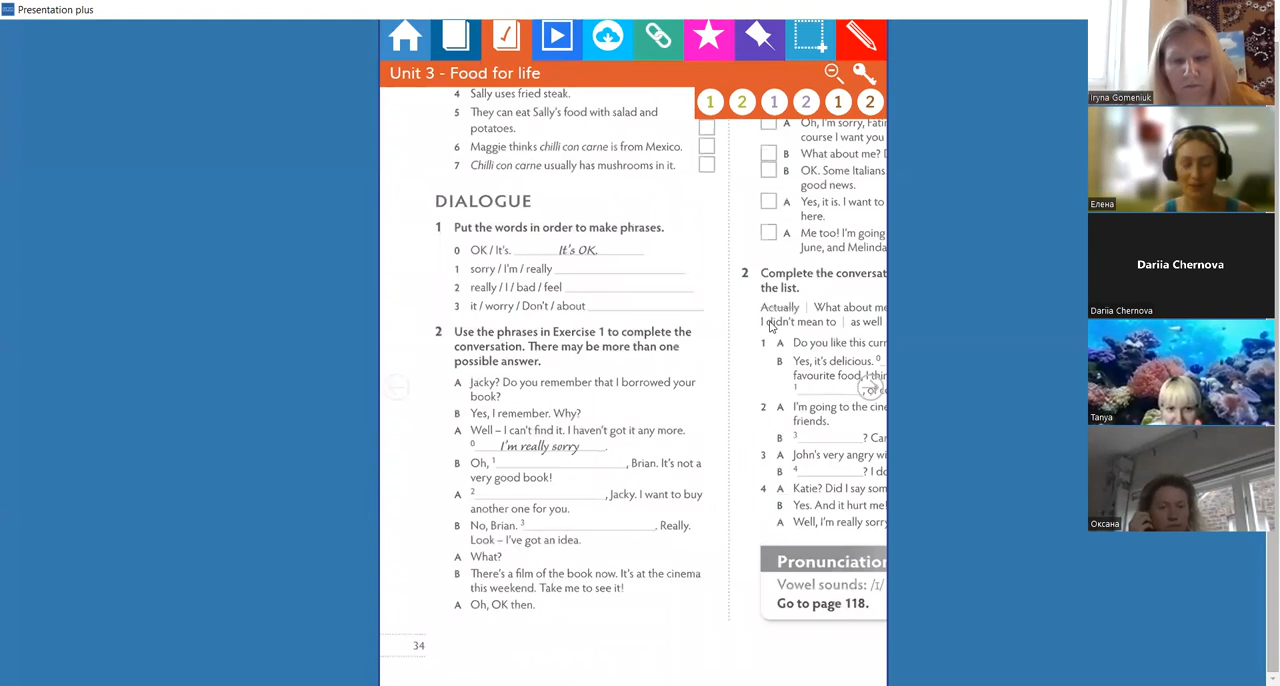 Presentation plus
Unit 3 - Food for life
1 2 1 2 1 2
4 Sally uses fried steak.
5 They can eat Sally's food with salad and
potatoes.
6 Maggie thinks chilli con carne is from Mexico.
7 Chilli con carne usually has mushrooms in it.
DIALOGUE
1 Put the words in order to make phrases.
0 OK / It's. It's OK.
1 sorry / I'm / really
2 really / I / bad / feel
3 it / worry / Don't / about
2 Use the phrases in Exercise 1 to complete the
conversation. There may be more than one
possible answer.
A Jacky? Do you remember that I borrowed your
book?
B Yes, I remember. Why?
A Well – I can't find it. I haven't got it any more.
0 I'm really sorry .
B Oh, 1 , Brian. It's not a
very good book!
A 2 , Jacky. I want to buy
another one for you.
B No, Brian. 3 . Really.
Look – I've got an idea.
A What?
B There's a film of the book now. It's at the cinema
this weekend. Take me to see it!
A Oh, OK then.
34
A Oh, I'm sorry,
course I want you
B What about me?
B OK. Some Italians
good news.
A Yes, it is. I want to
here.
A Me too! I'm going
June, and Melinda
2 Complete the
the list.
Actually | What about me
I didn't mean to | as well
1 A Do you like this
B Yes, it's delicious. 0
favourite food, I
1
2 A I'm going to the
friends.
B 3 ?
3 A John's very angry
B 4 ? I
4 A Katie? Did I say
B Yes. And it hurt me!
A Well, I'm really
Pronunciation
Vowel sounds: /ɪ/
Go to page 118.
Iryna Gomeniuk
Елена
Dariia Chernova
Dariia Chernova
Tanya
Оксана